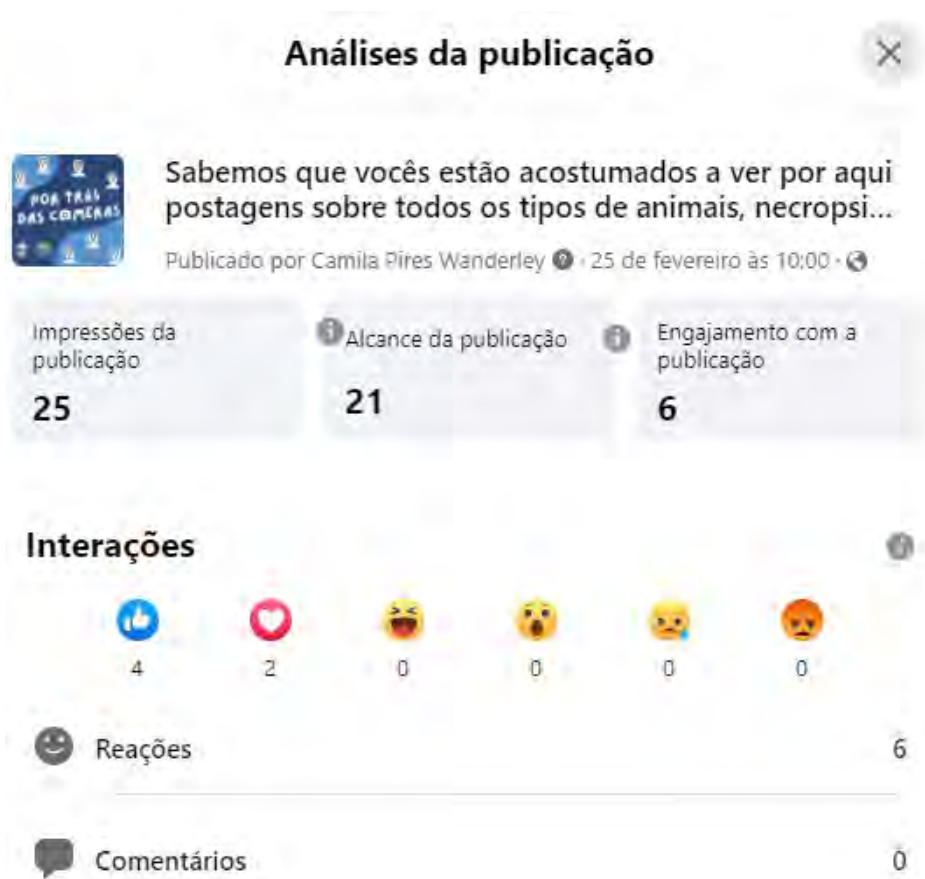 Análises da publicação
POR TRÁS
DAS CÂMERAS
Sabemos que vocês estão acostumados a ver por aqui
postagens sobre todos os tipos de animais, necropsi...
Publicado por Camila Pires Wanderley · 25 de fevereiro às 10:00 ·
Impressões da
publicação
25
Alcance da publicação
21
Engajamento com a
publicação
6
Interações
4 2 0 0 0 0
Reações 6
Comentários 0